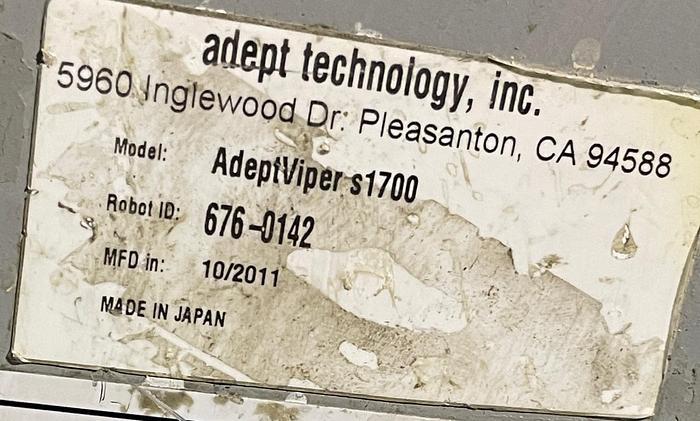 adept technology, inc.
5960 Inglewood Dr. Pleasanton, CA 94588
Model: AdeptViper s1700
Robot ID: 676-0142
MFD in: 10/2011
MADE IN JAPAN